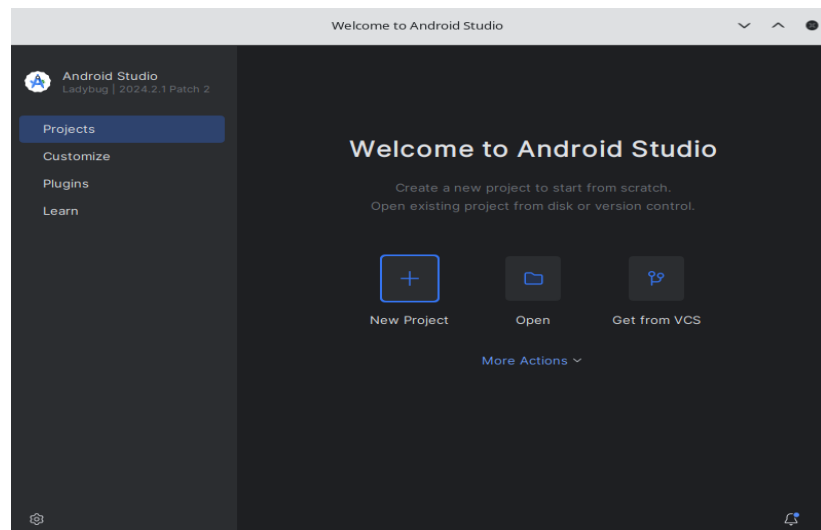 Welcome to Android Studio
Android Studio
Ladybug | 2024.2.1 Patch 2
Projects
Customize
Plugins
Learn
Welcome to Android Studio
Create a new project to start from scratch.
Open existing project from disk or version control.
New Project
Open
Get from VCS
More Actions